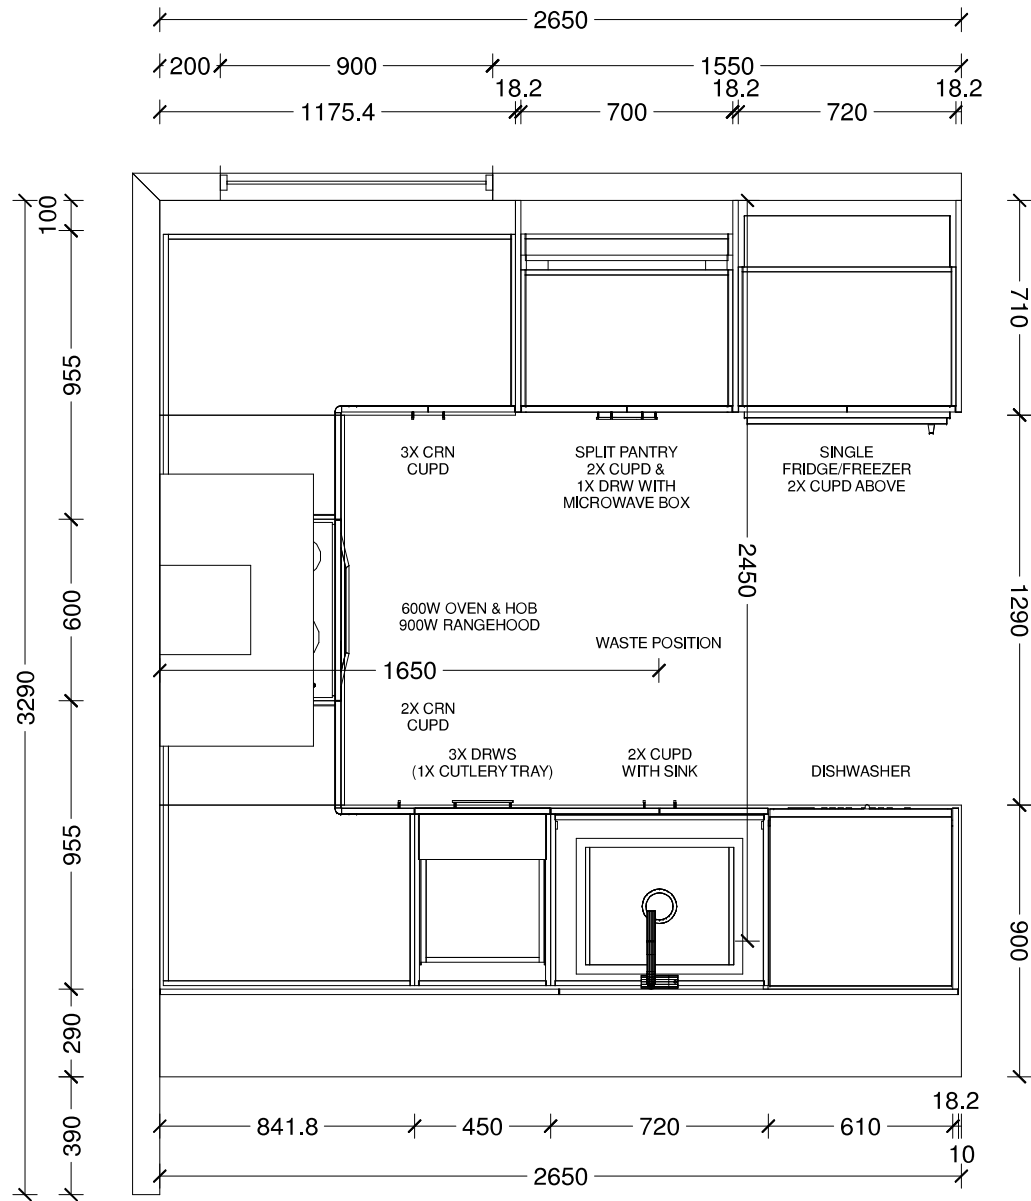 2650
200
900
1550
18.2
18.2
18.2
1175.4
700
720
100
710
955
3X CRN
CUPD
SPLIT PANTRY
2X CUPD &
1X DRW WITH
MICROWAVE BOX
SINGLE
FRIDGE/FREEZER
2X CUPD ABOVE
2450
600
1290
600W OVEN & HOB
900W RANGEHOOD
WASTE POSITION
1650
3290
2X CRN
CUPD
3X DRWS
(1X CUTLERY TRAY)
2X CUPD
WITH SINK
DISHWASHER
955
900
290
390
841.8
450
720
610
18.2
10
2650